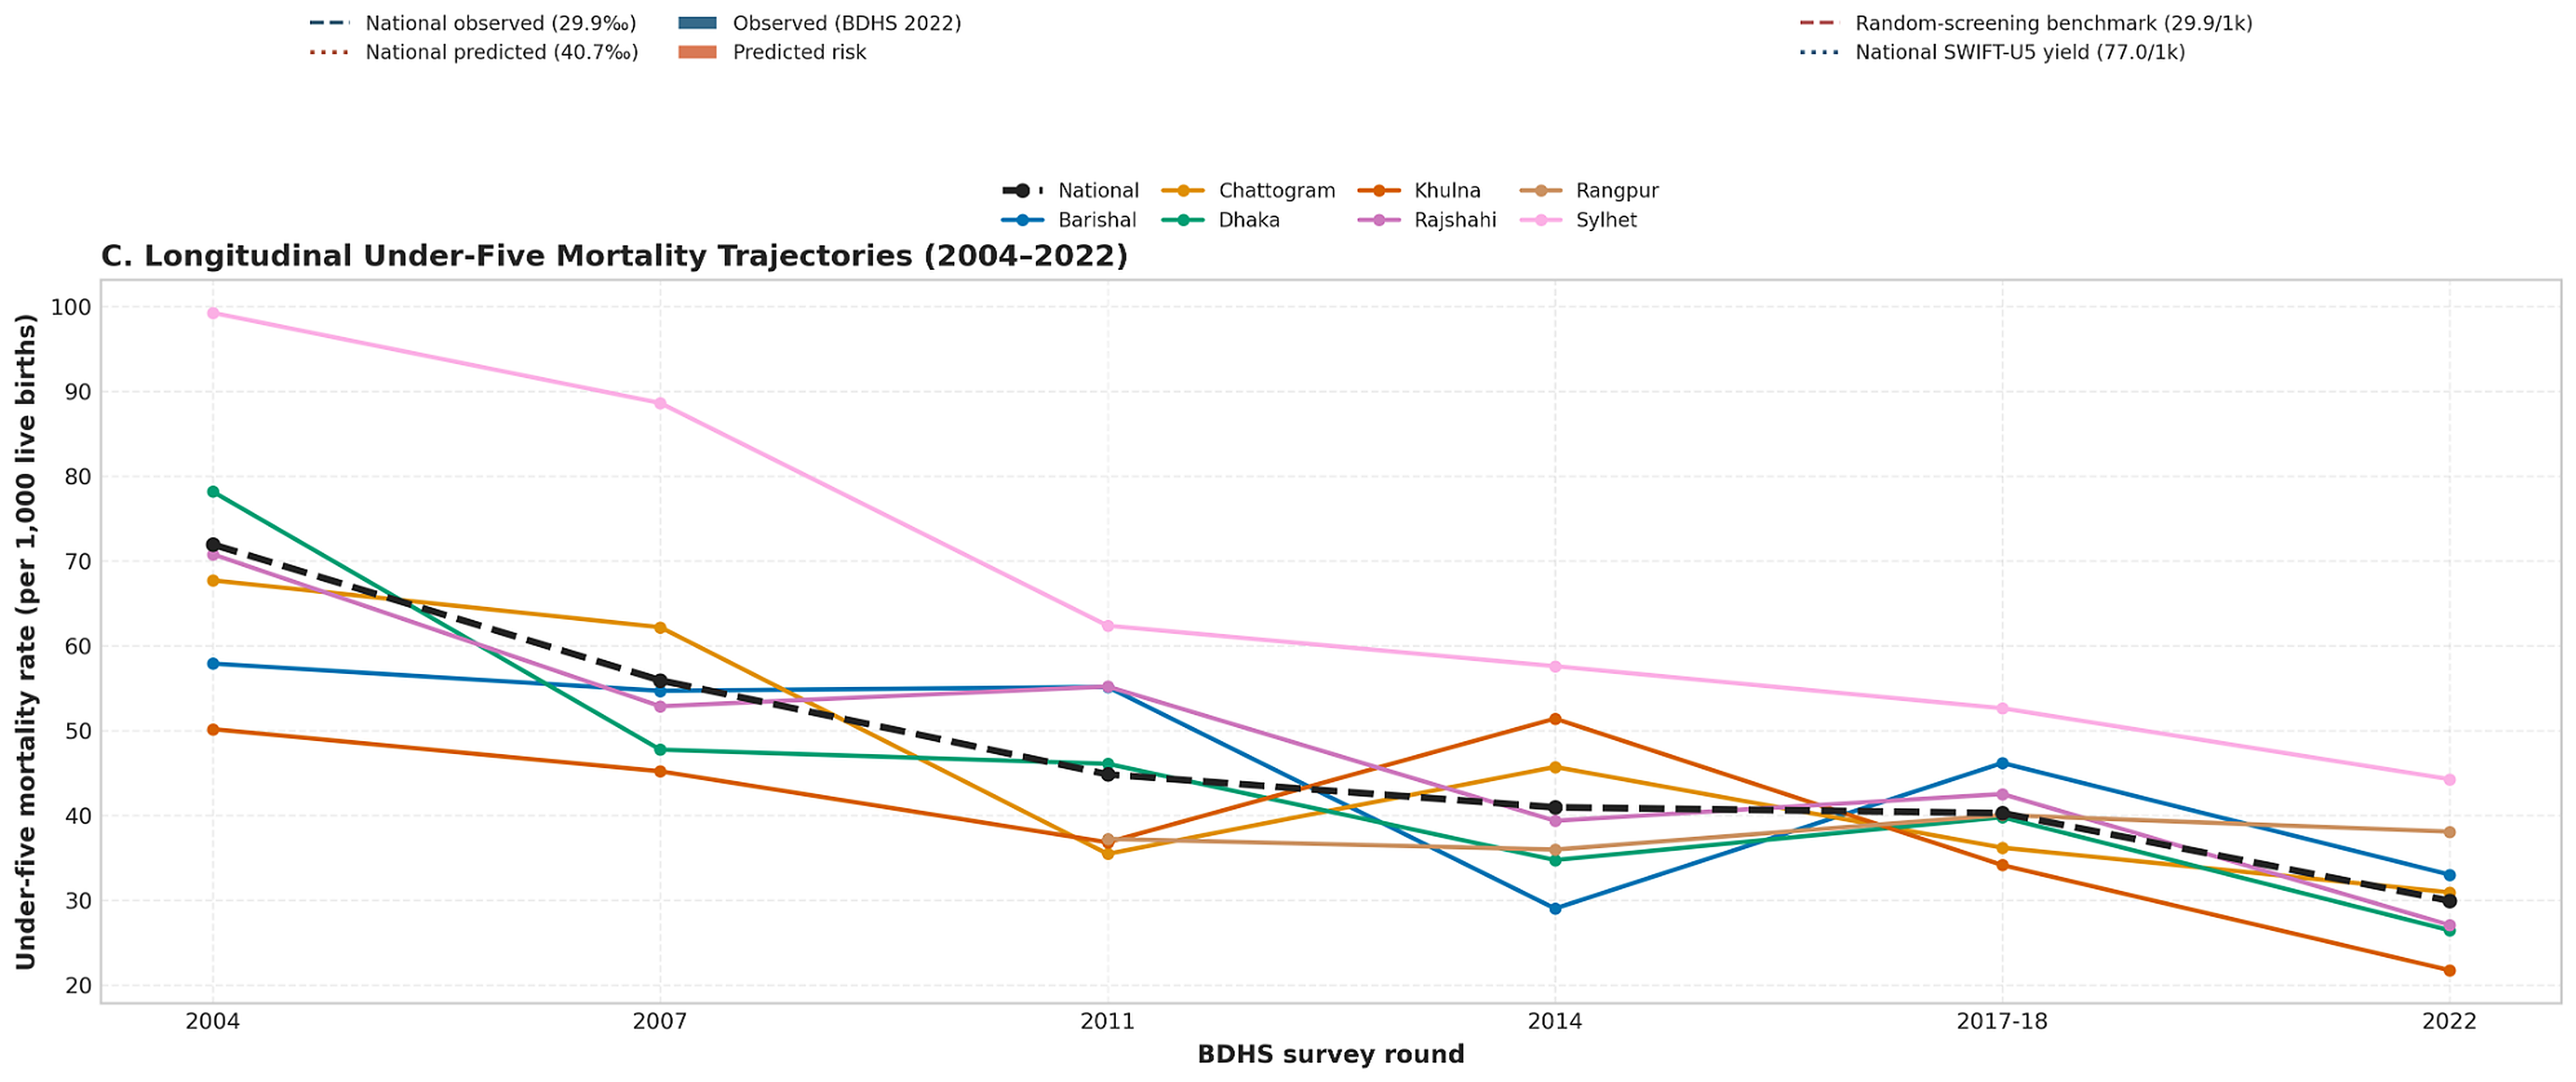 National observed (29.9‰) Observed (BDHS 2022) Random-screening benchmark (29.9/1k)
National predicted (40.7‰) Predicted risk National SWIFT-U5 yield (77.0/1k)
National Chattogram Khulna Rangpur
Barishal Dhaka Rajshahi Sylhet
C. Longitudinal Under-Five Mortality Trajectories (2004–2022)
Under-five mortality rate (per 1,000 live births)
100
90
80
70
60
50
40
30
20
2004 2007 2011 2014 2017-18 2022
BDHS survey round